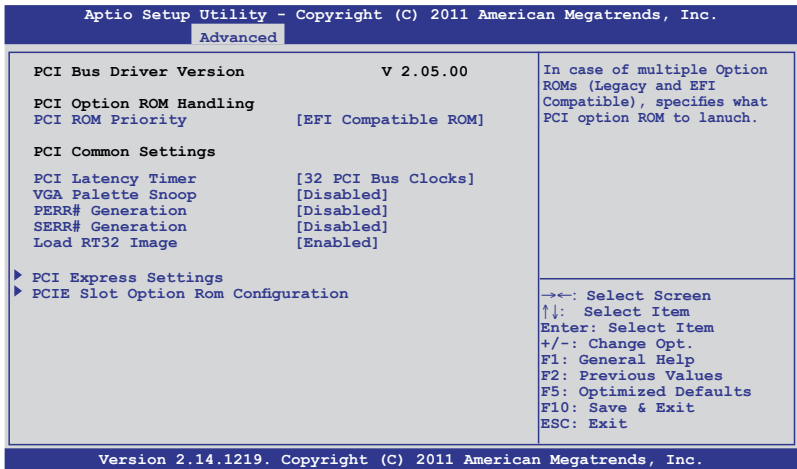 Aptio Setup Utility - Copyright (C) 2011 American Megatrends, Inc.
Advanced
PCI Bus Driver Version V 2.05.00
PCI Option ROM Handling
PCI ROM Priority [EFI Compatible ROM]
PCI Common Settings
PCI Latency Timer [32 PCI Bus Clocks]
VGA Palette Snoop [Disabled]
PERR# Generation [Disabled]
SERR# Generation [Disabled]
Load RT32 Image [Enabled]
PCI Express Settings
PCIE Slot Option Rom Configuration
In case of multiple Option
ROMs (Legacy and EFI
Compatible), specifies what
PCI option ROM to lanuch.
→←: Select Screen
↑↓: Select Item
Enter: Select Item
+/-: Change Opt.
F1: General Help
F2: Previous Values
F5: Optimized Defaults
F10: Save & Exit
ESC: Exit
Version 2.14.1219. Copyright (C) 2011 American Megatrends, Inc.